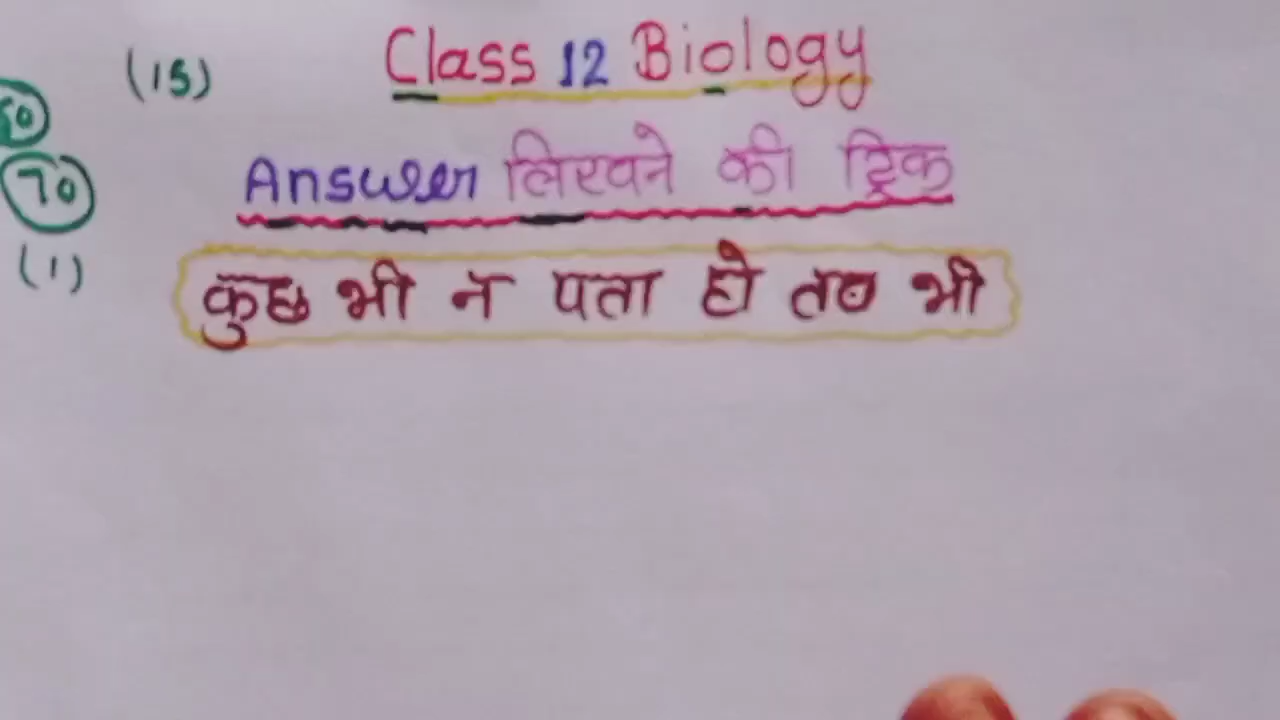 (15) Class 12 Biology
Answer लिखने की ट्रिक
70
(1)
कुछ भी न पता हो तब भी